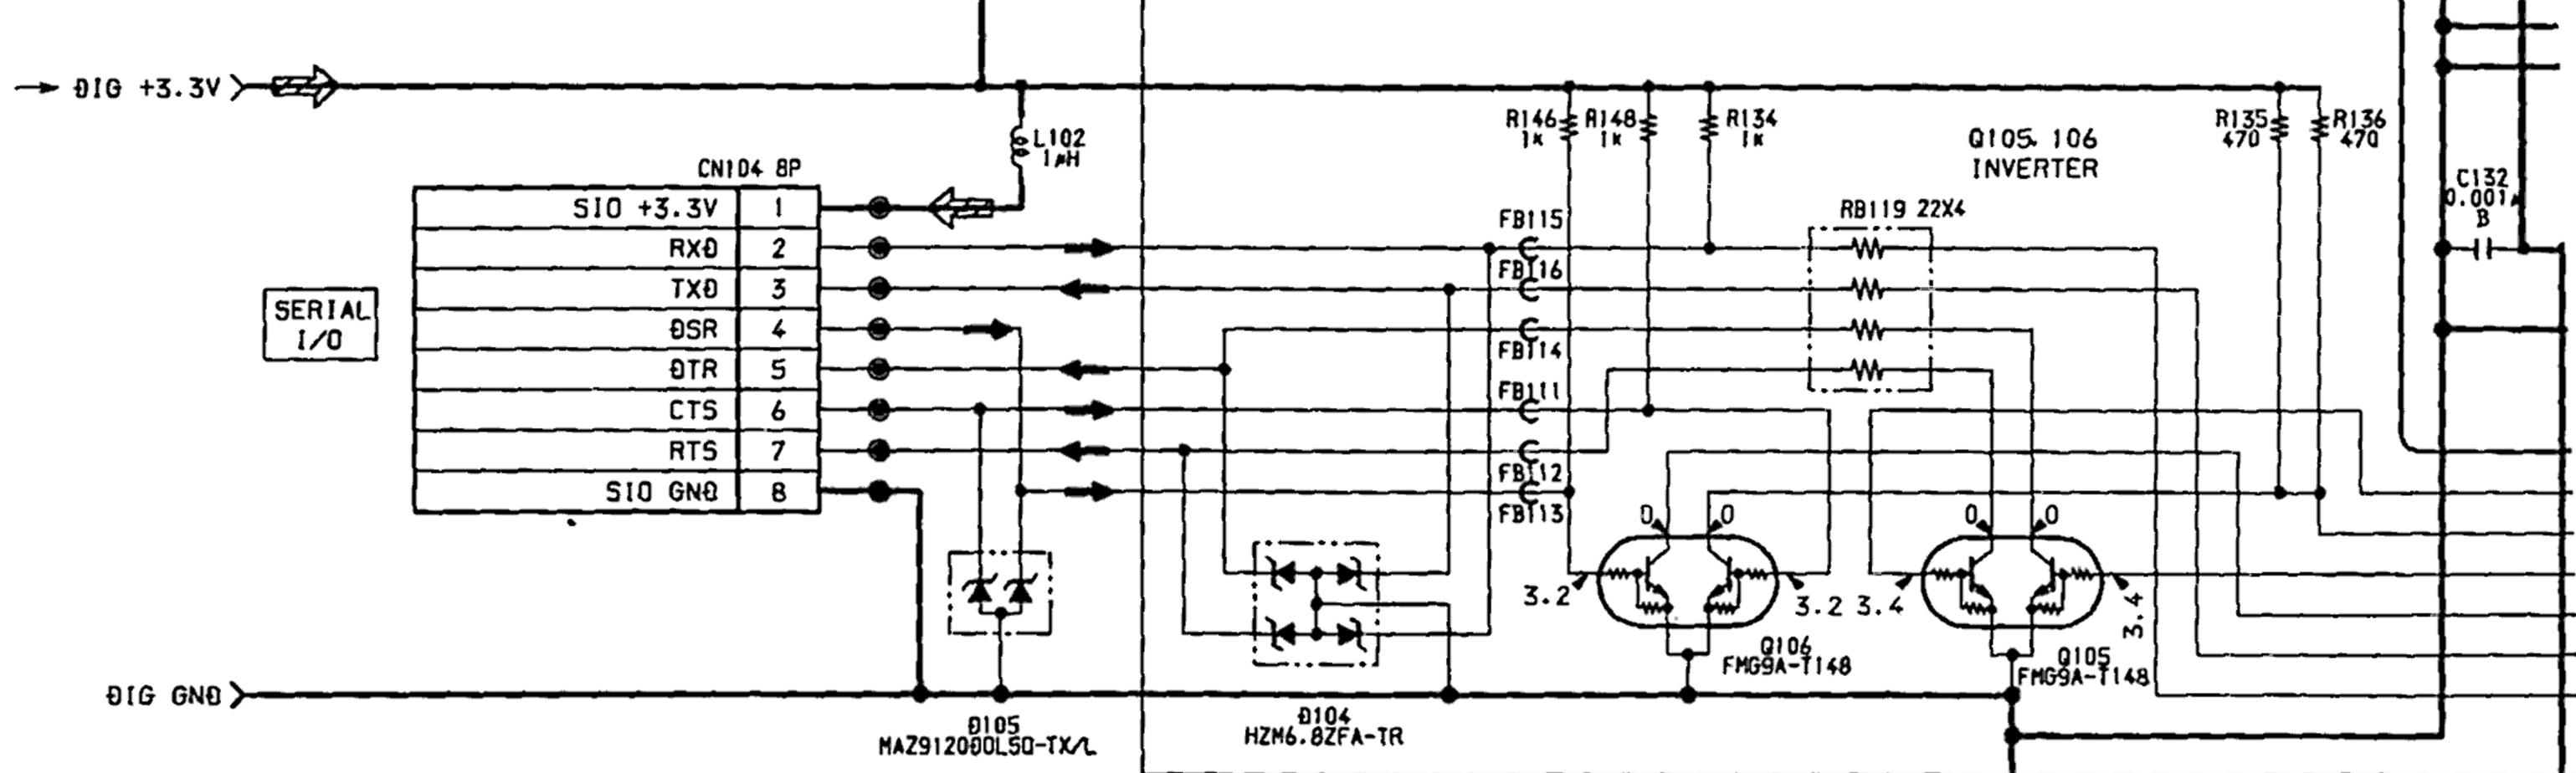 DIG +3.3V
L102
1μH
R146
1k
R148
1k
R134
1k
Q105, 106
INVERTER
R135
470
R136
470
C132
0.001μ
B
CN104 8P
SIO +3.3V 1
RXD 2
TXD 3
DSR 4
DTR 5
CTS 6
RTS 7
SIO GND 8
SERIAL
I/O
FB115
FB116
FB114
FB111
FB112
FB113
RB119 22X4
0 0
3.2
3.2
Q106
FMG9A-T148
0 0
3.4
3.4
Q105
FMG9A-T148
DIG GND
D105
MAZ912000LSO-TX/L
D104
HZM6.8ZFA-TR